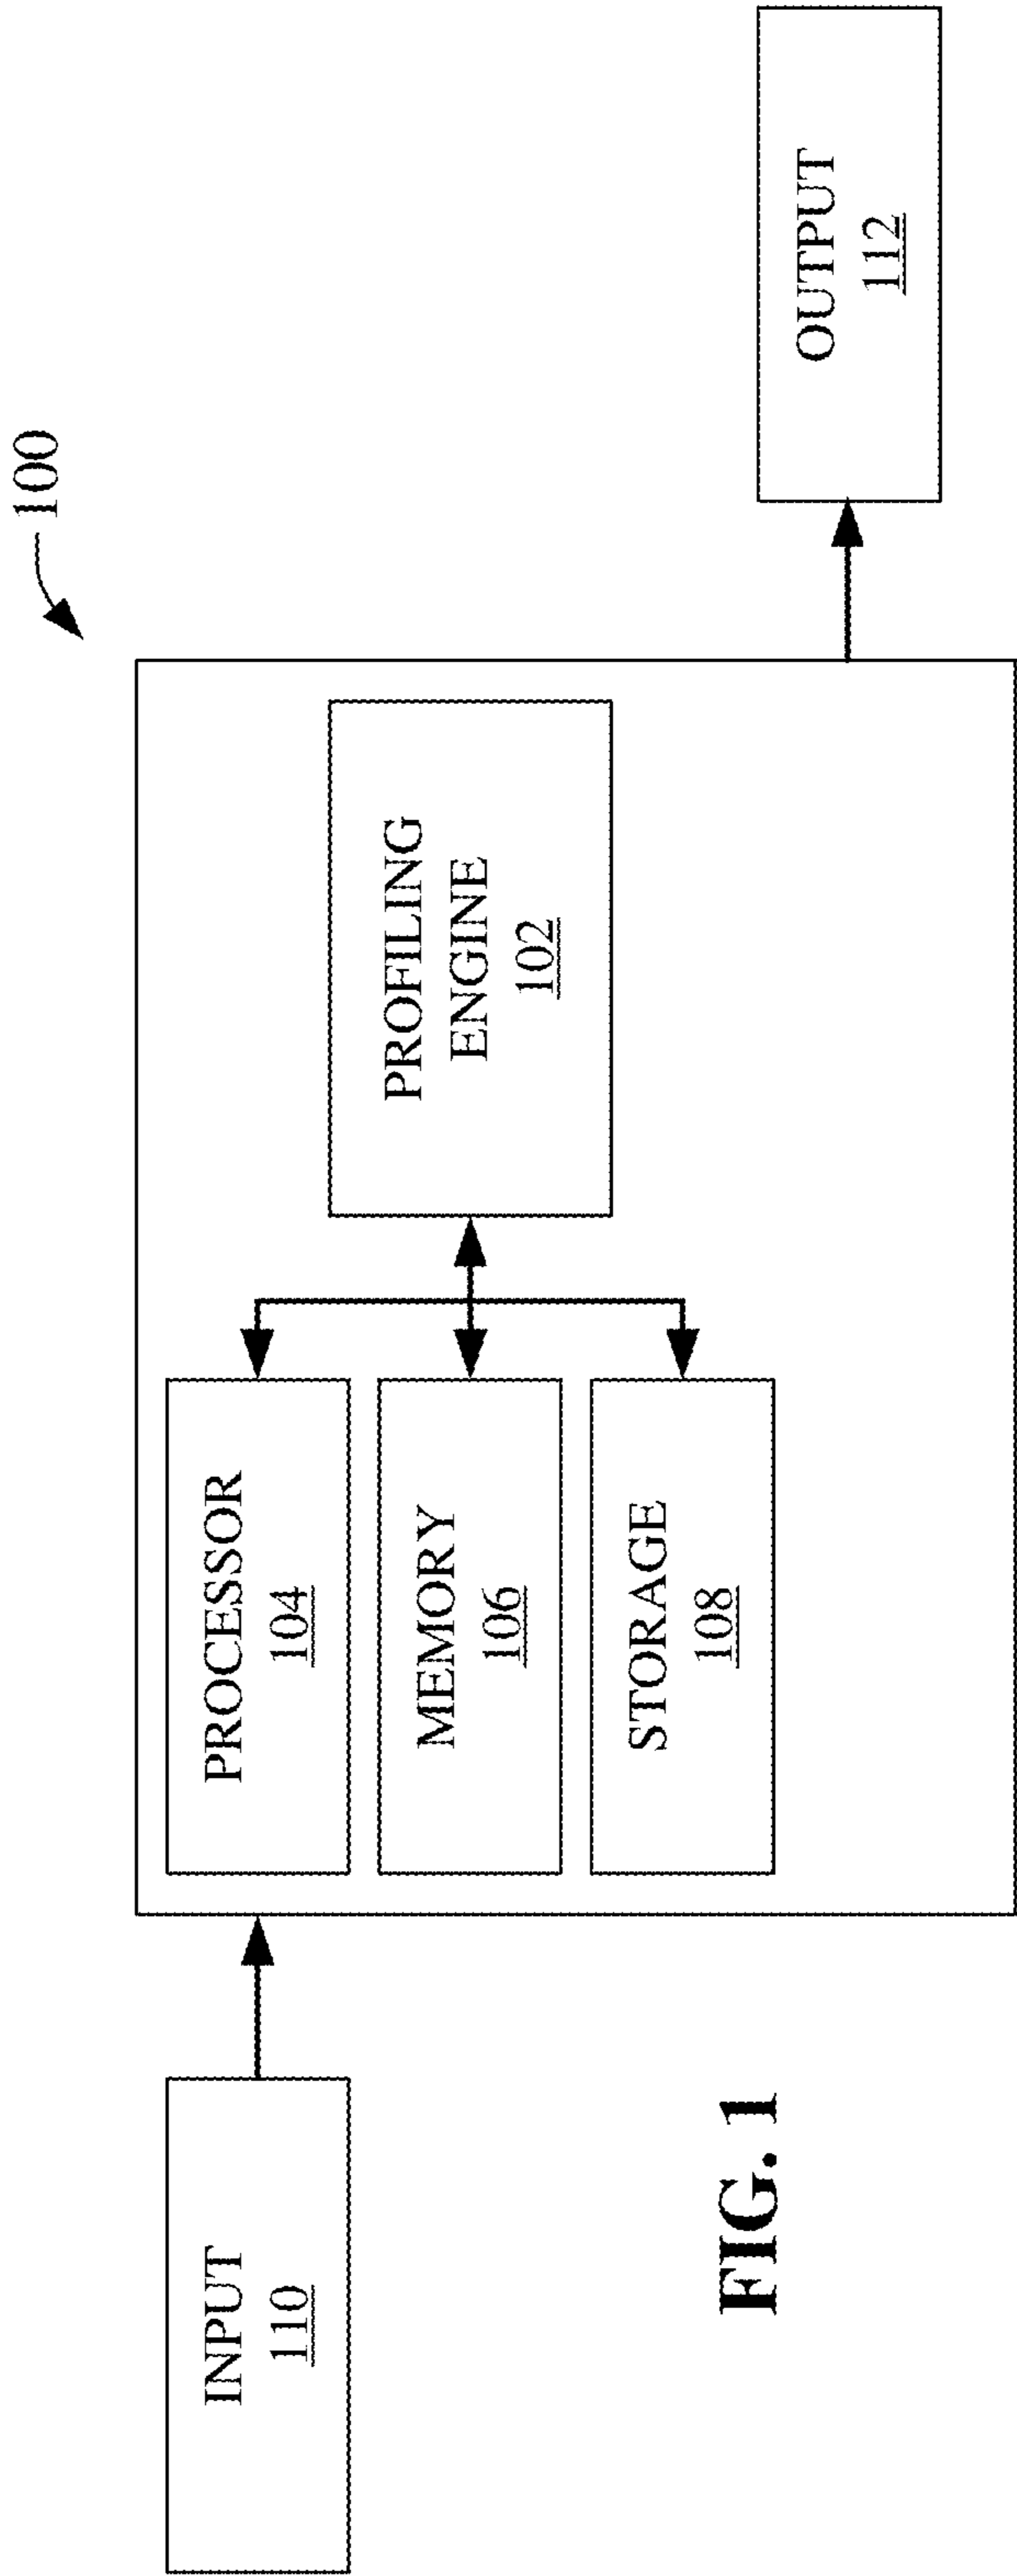 100
INPUT
110
PROCESSOR
104
MEMORY
106
STORAGE
108
PROFILING
ENGINE
102
OUTPUT
112
FIG. 1